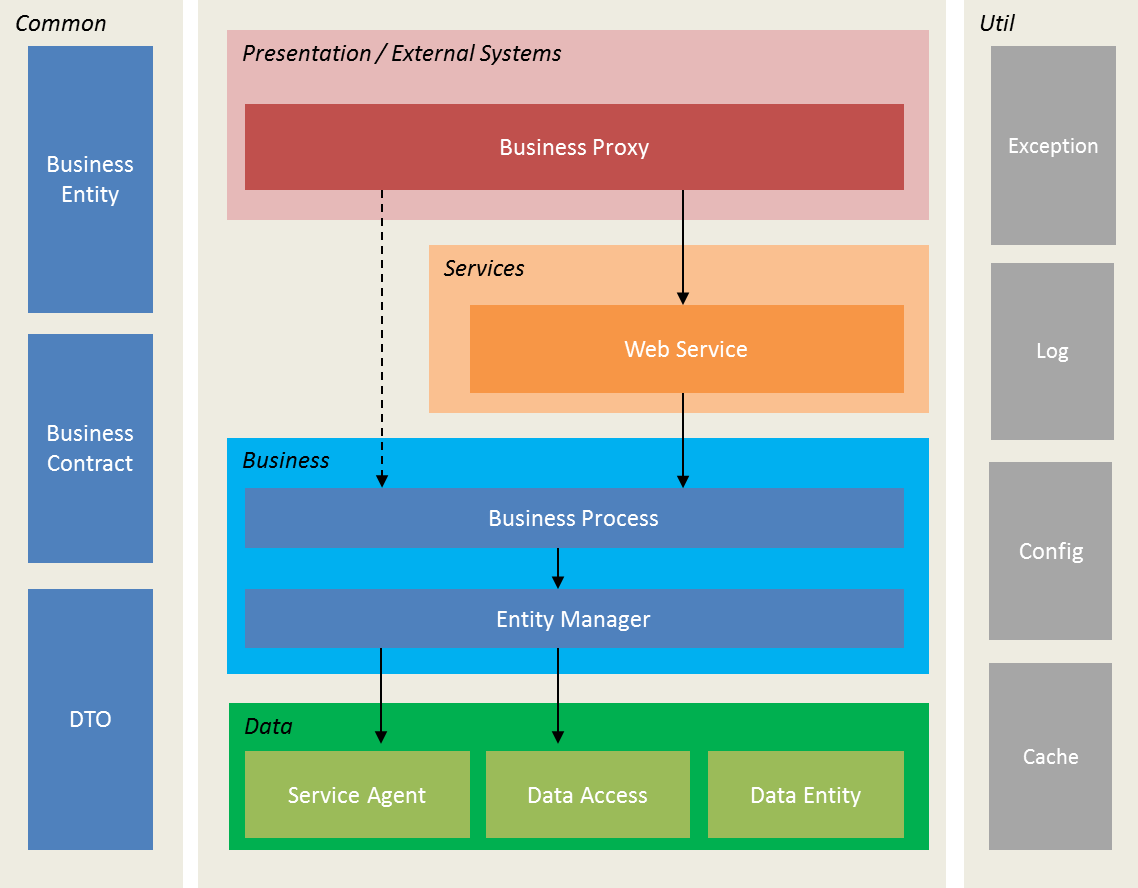 Common
Business
Entity
Business
Contract
DTO
Presentation / External Systems
Business Proxy
Services
Web Service
Business
Business Process
Entity Manager
Data
Service Agent
Data Access
Data Entity
Util
Exception
Log
Config
Cache